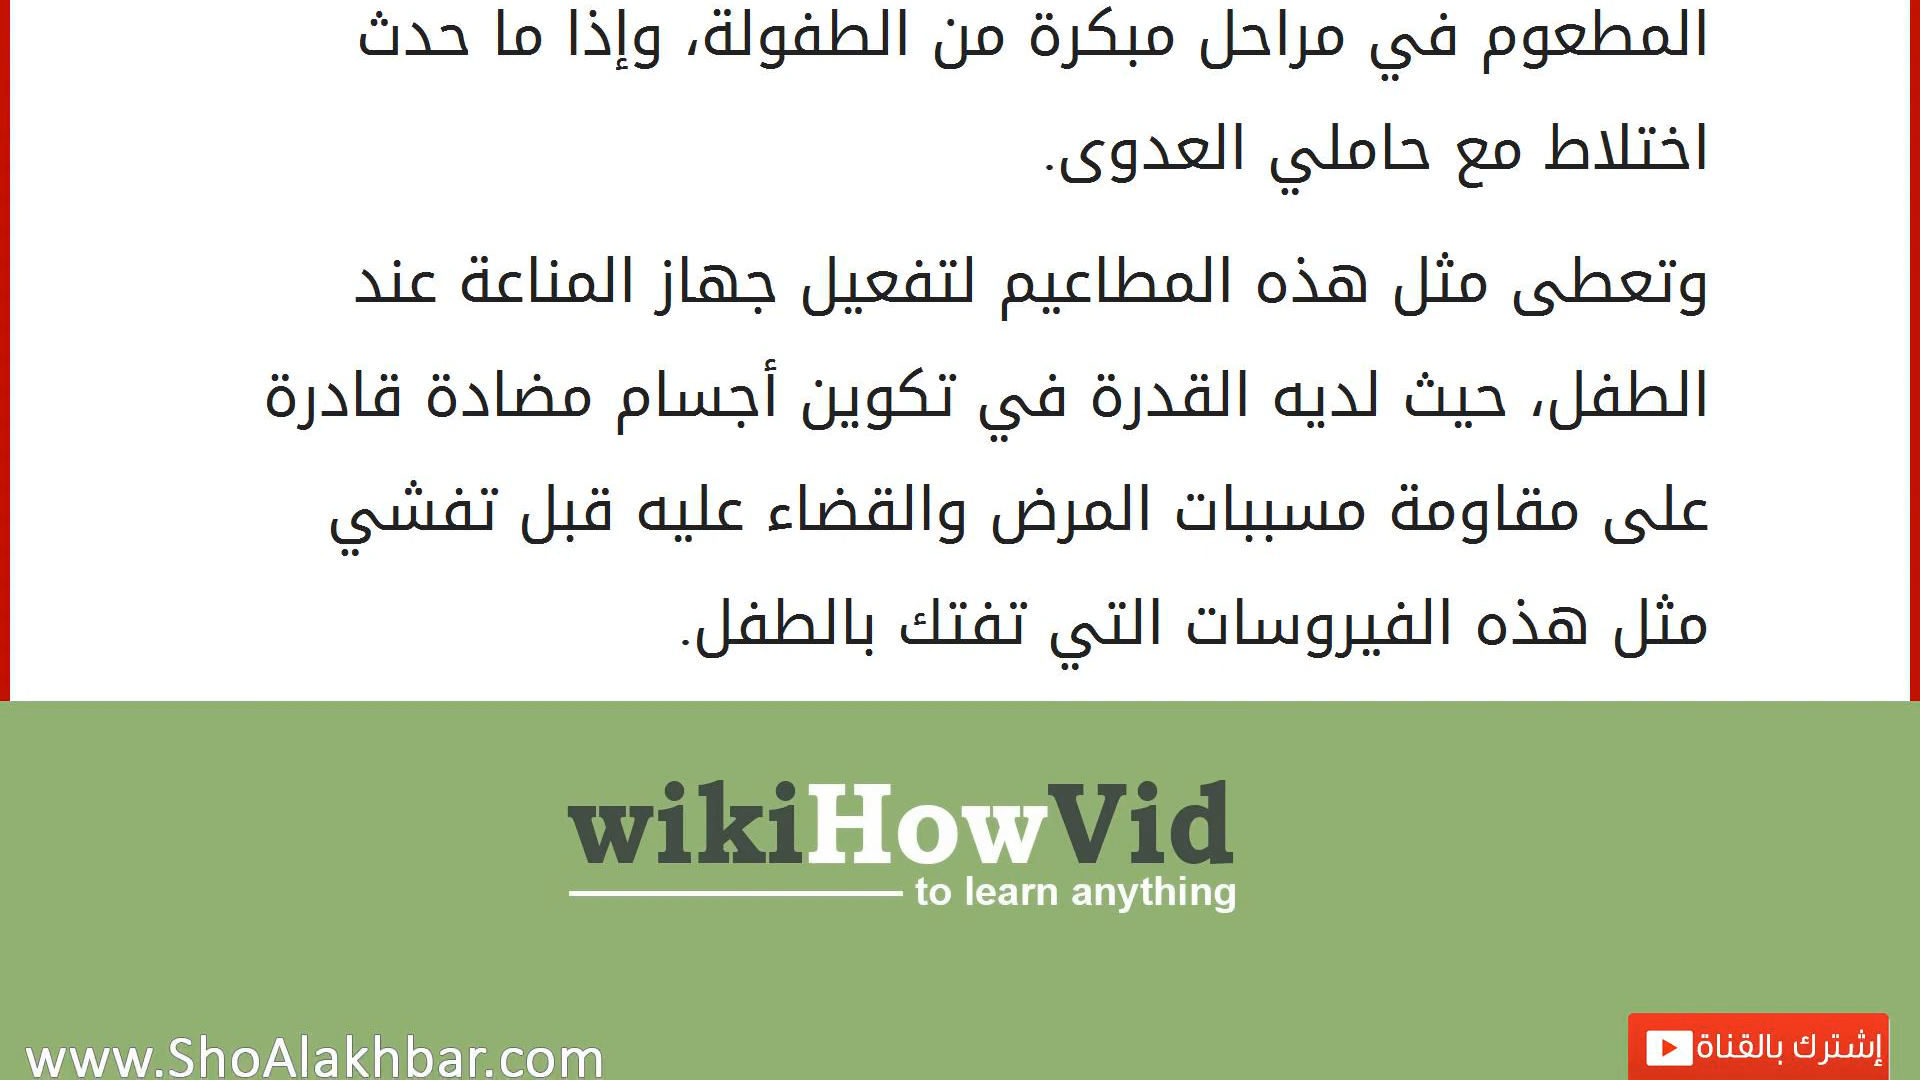 المطعوم في مراحل مبكرة من الطفولة، وإذا ما حدث
اختلاط مع حاملي العدوى.
وتعطى مثل هذه المطاعيم لتفعيل جهاز المناعة عند
الطفل، حيث لديه القدرة في تكوين أجسام مضادة قادرة
على مقاومة مسببات المرض والقضاء عليه قبل تفشي
مثل هذه الفيروسات التي تفتك بالطفل.
wikiHowVid
to learn anything
www.ShoAlakhbar.com
إشترك بالقناة